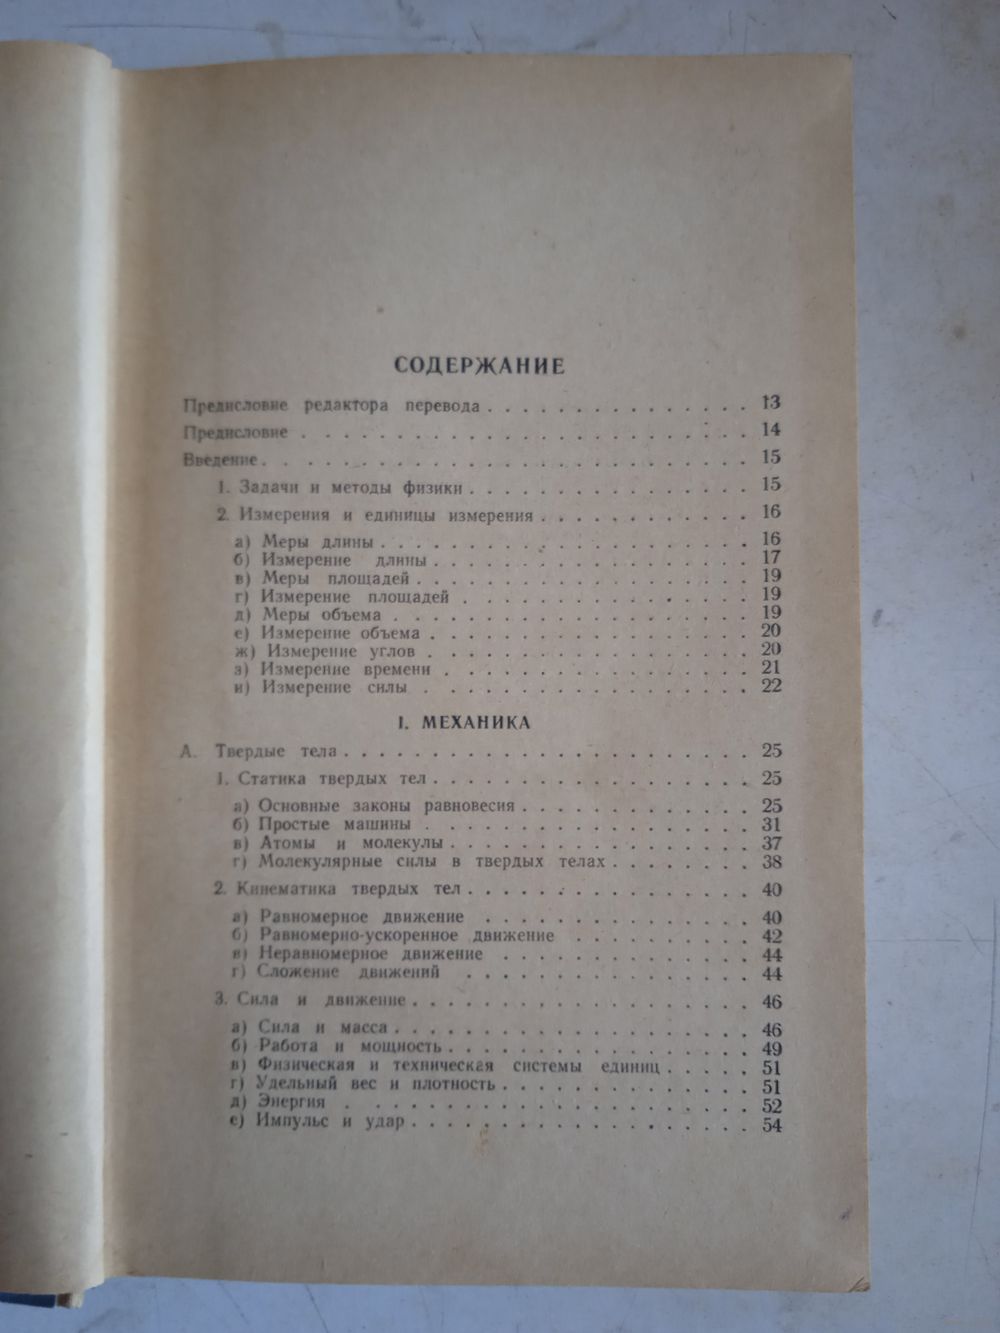 СОДЕРЖАНИЕ
Предисловие редактора перевода . . . . . . . . . . . . . . . 13
Предисловие . . . . . . . . . . . . . . . . . . . 14
Введение . . . . . . . . . . . . . . . . . . . . 15
1. Задачи и методы физики . . . . . . . . . . . . . 15
2. Измерения и единицы измерения . . . . . . . . . . 16
а) Меры длины . . . . . . . . . . . . . . . . 16
б) Измерение длины . . . . . . . . . . . . . . 17
в) Меры площадей . . . . . . . . . . . . . . . 19
г) Измерение площадей . . . . . . . . . . . . . 19
д) Меры объема . . . . . . . . . . . . . . . . 19
е) Измерение объема . . . . . . . . . . . . . . 20
ж) Измерение углов . . . . . . . . . . . . . . 20
з) Измерение времени . . . . . . . . . . . . . 21
и) Измерение силы . . . . . . . . . . . . . . 22
I. МЕХАНИКА
А. Твердые тела . . . . . . . . . . . . . . . . . . 25
1. Статика твердых тел . . . . . . . . . . . . . . 25
а) Основные законы равновесия . . . . . . . . . . 25
б) Простые машины . . . . . . . . . . . . . . 31
в) Атомы и молекулы . . . . . . . . . . . . . 37
г) Молекулярные силы в твердых телах . . . . . . . 38
2. Кинематика твердых тел . . . . . . . . . . . . . 40
а) Равномерное движение . . . . . . . . . . . . 40
б) Равномерно-ускоренное движение . . . . . . . . 42
в) Неравномерное движение . . . . . . . . . . . 44
г) Сложение движений . . . . . . . . . . . . . 44
3. Сила и движение . . . . . . . . . . . . . . . 46
а) Сила и масса . . . . . . . . . . . . . . . 46
б) Работа и мощность . . . . . . . . . . . . . 49
в) Физическая и техническая системы единиц . . . . . 51
г) Удельный вес и плотность . . . . . . . . . . . 51
д) Энергия . . . . . . . . . . . . . . . . . 52
е) Импульс и удар . . . . . . . . . . . . . . . 54